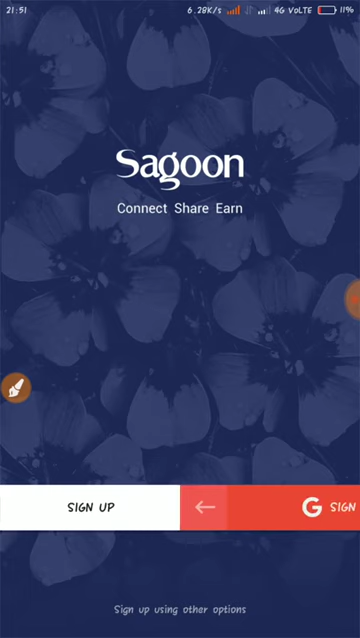 21:51 6.28K/s 4G VoLTE 11%
Sagoon
Connect Share Earn
SIGN UP
G SIGN
Sign up using other options